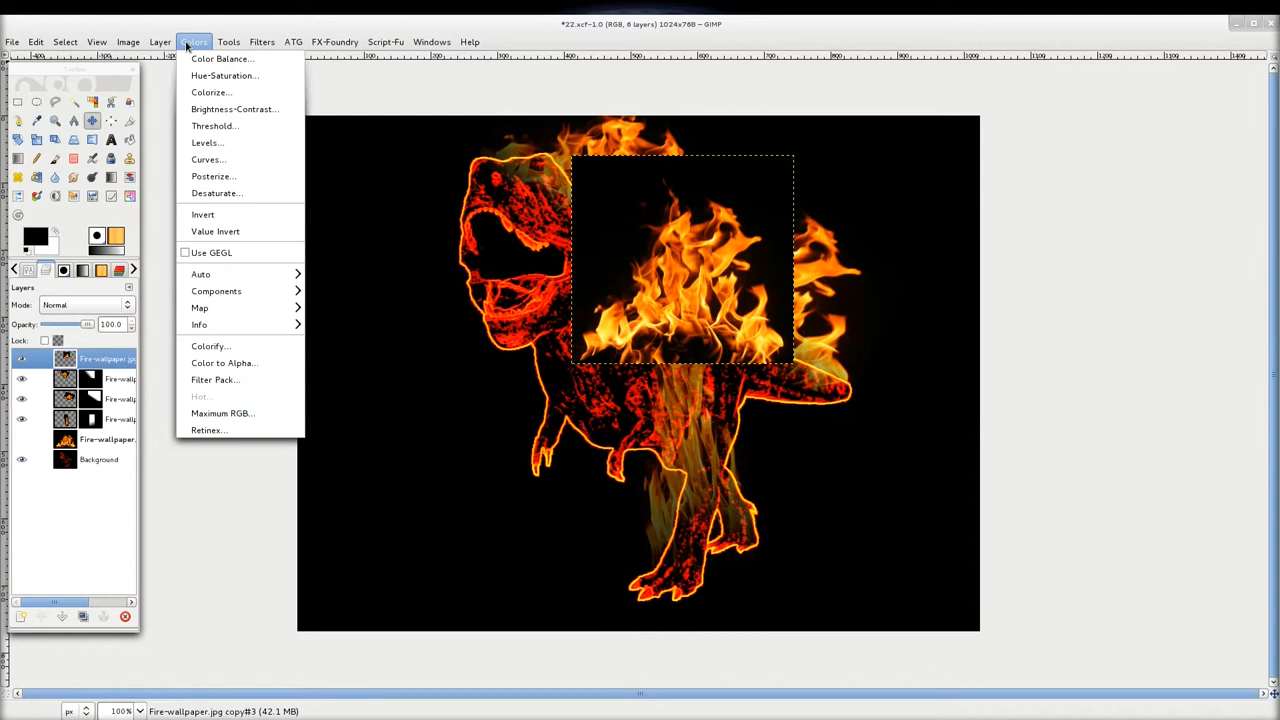 *22.xcf-1.0 (RGB, 6 layers) 1024x768 – GIMP
File Edit Select View Image Layer Colors Tools Filters ATG FX-Foundry Script-Fu Windows Help
Color Balance...
Hue-Saturation...
Colorize...
Brightness-Contrast...
Threshold...
Levels...
Curves...
Posterize...
Desaturate...
Invert
Value Invert
Use GEGL
Auto
Components
Map
Info
Colorify...
Color to Alpha...
Filter Pack...
Hot...
Maximum RGB...
Retinex...
Layers
Mode: Normal
Opacity: 100.0
Lock:
Fire-wallpaper.jpg
Fire-wallp
Fire-wallp
Fire-wallp
Fire-wallpaper.
Background
px 100% Fire-wallpaper.jpg copy#3 (42.1 MB)